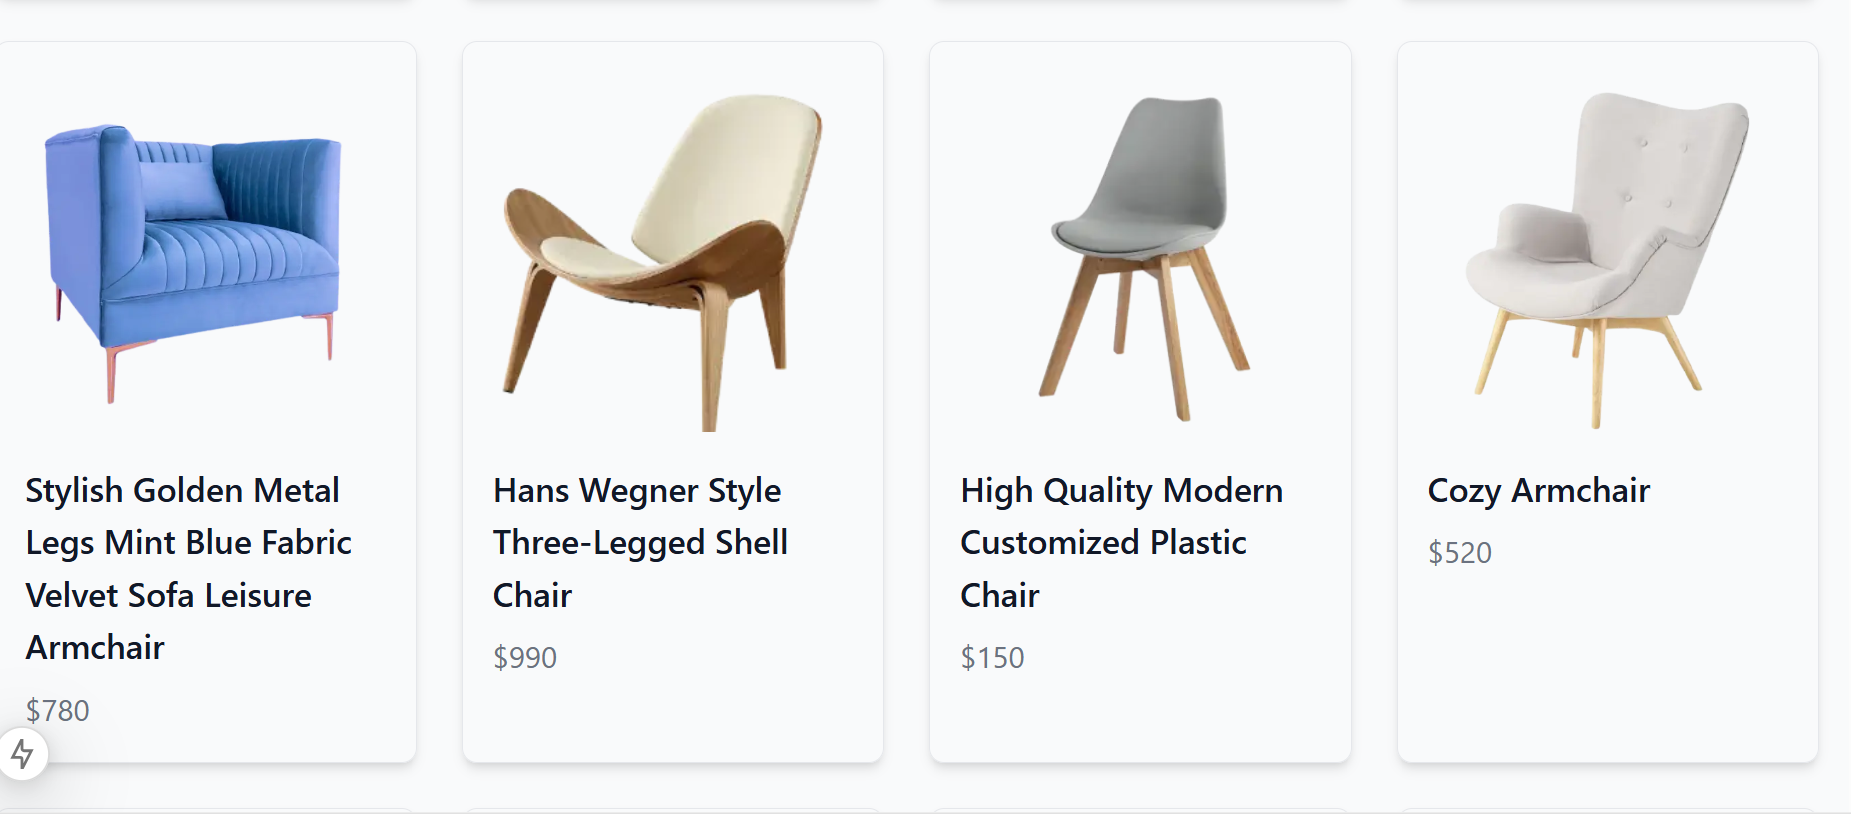 Stylish Golden Metal
Legs Mint Blue Fabric
Velvet Sofa Leisure
Armchair
$780
Hans Wegner Style
Three-Legged Shell
Chair
$990
High Quality Modern
Customized Plastic
Chair
$150
Cozy Armchair
$520